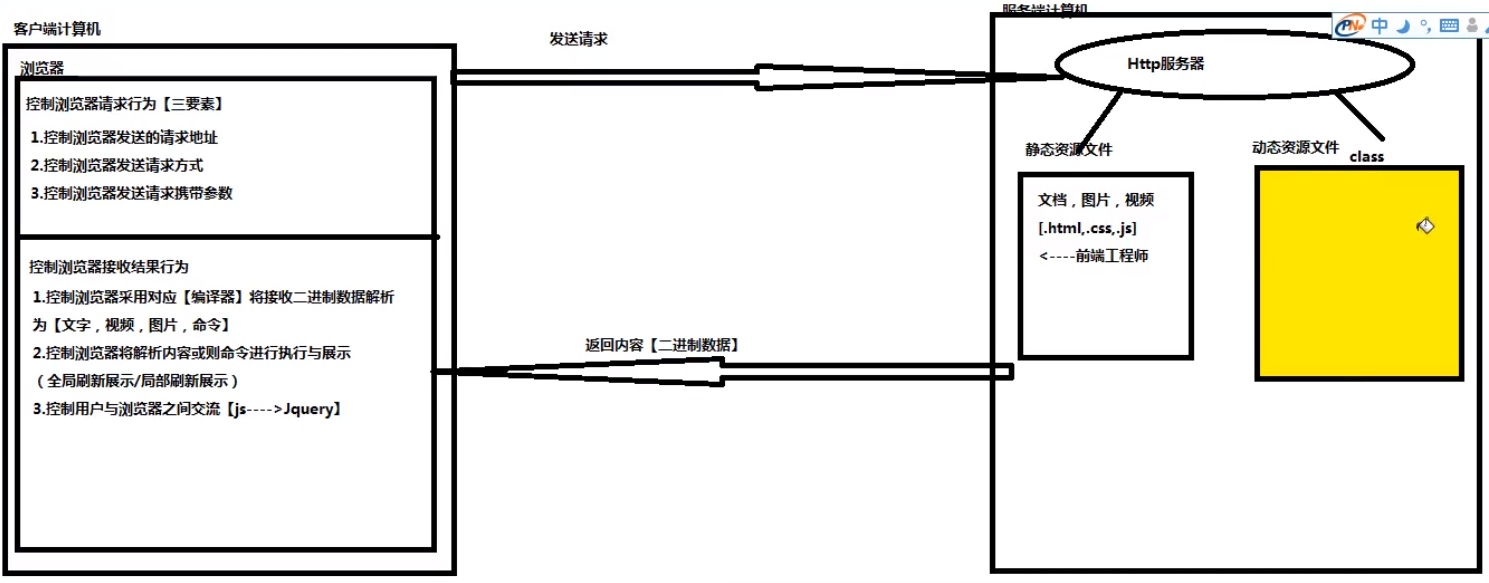 客户端计算机
浏览器
控制浏览器请求行为【三要素】
1.控制浏览器发送的请求地址
2.控制浏览器发送请求方式
3.控制浏览器发送请求携带参数
控制浏览器接收结果行为
1.控制浏览器采用对应【编译器】将接收二进制数据解析
为【文字，视频，图片，命令】
2.控制浏览器将解析内容或则命令进行执行与展示
（全局刷新展示/局部刷新展示）
3.控制用户与浏览器之间交流【js---->Jquery】
发送请求
返回内容【二进制数据】
服务端计算机
中
Http服务器
静态资源文件
文档，图片，视频
[.html,.css,.js]
<----前端工程师
动态资源文件
class